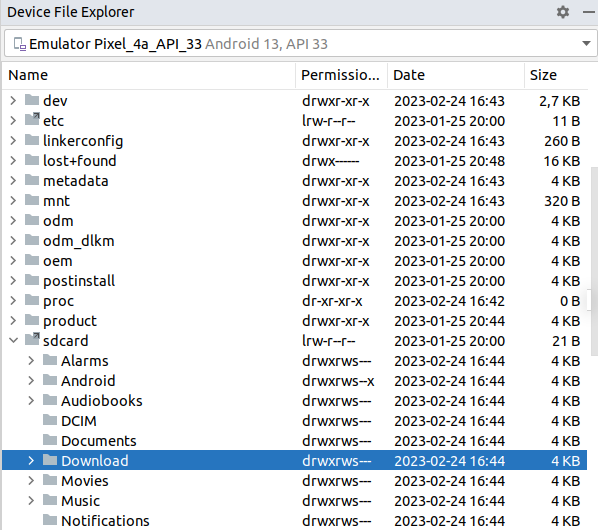 Device File Explorer
Emulator Pixel_4a_API_33 Android 13, API 33
Name Permissio... Date Size
dev drwxr-xr-x 2023-02-24 16:43 2,7 KB
etc lrw-r--r-- 2023-01-25 20:00 11 B
linkerconfig drwxr-xr-x 2023-02-24 16:43 260 B
lost+found drwx------ 2023-01-25 20:48 16 KB
metadata drwxr-xr-x 2023-02-24 16:43 4 KB
mnt drwxr-xr-x 2023-02-24 16:43 320 B
odm drwxr-xr-x 2023-01-25 20:00 4 KB
odm_dlkm drwxr-xr-x 2023-01-25 20:00 4 KB
oem drwxr-xr-x 2023-01-25 20:00 4 KB
postinstall drwxr-xr-x 2023-01-25 20:00 4 KB
proc dr-xr-xr-x 2023-02-24 16:42 0 B
product drwxr-xr-x 2023-01-25 20:44 4 KB
sdcard lrw-r--r-- 2023-01-25 20:00 21 B
Alarms drwxrws--- 2023-02-24 16:44 4 KB
Android drwxrws--x 2023-02-24 16:44 4 KB
Audiobooks drwxrws--- 2023-02-24 16:44 4 KB
DCIM drwxrws--- 2023-02-24 16:44 4 KB
Documents drwxrws--- 2023-02-24 16:44 4 KB
Download drwxrws--- 2023-02-24 16:44 4 KB
Movies drwxrws--- 2023-02-24 16:44 4 KB
Music drwxrws--- 2023-02-24 16:44 4 KB
Notifications drwxrws--- 2023-02-24 16:44 4 KB